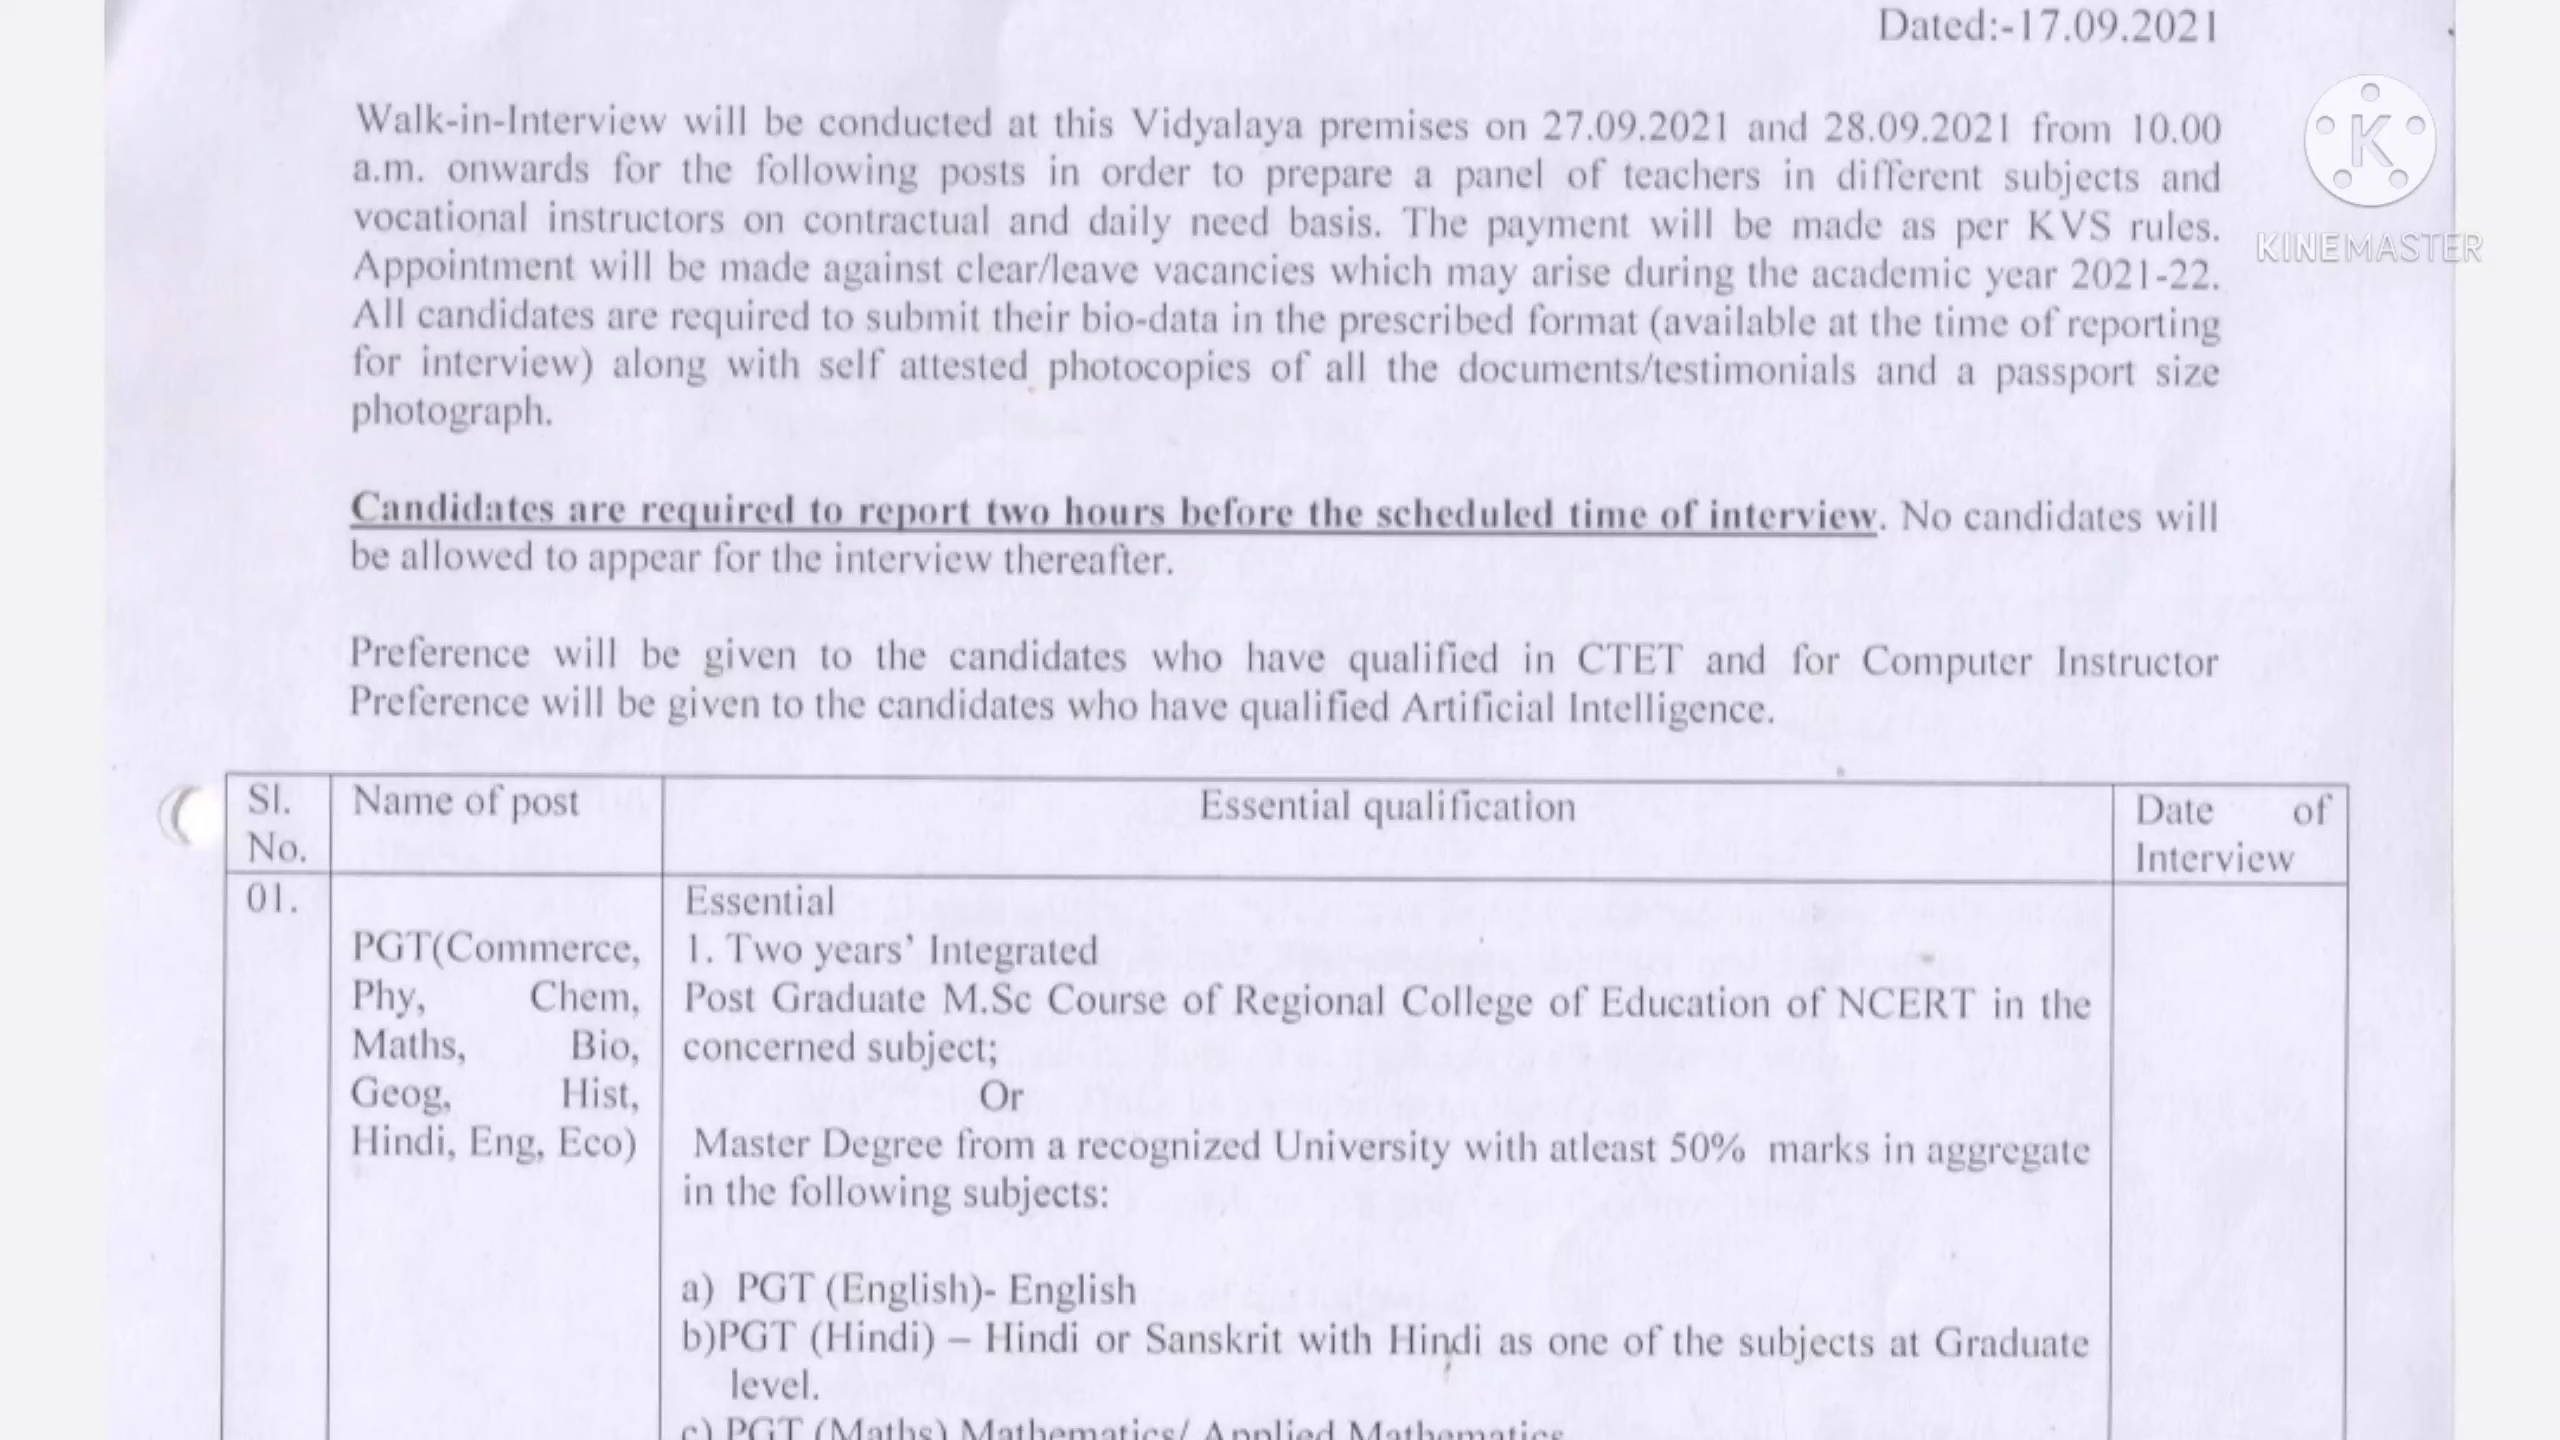 Dated:-17.09.2021
KINEMASTER
Walk-in-Interview will be conducted at this Vidyalaya premises on 27.09.2021 and 28.09.2021 from 10.00
a.m. onwards for the following posts in order to prepare a panel of teachers in different subjects and
vocational instructors on contractual and daily need basis. The payment will be made as per KVS rules.
Appointment will be made against clear/leave vacancies which may arise during the academic year 2021-22.
All candidates are required to submit their bio-data in the prescribed format (available at the time of reporting
for interview) along with self attested photocopies of all the documents/testimonials and a passport size
photograph.
Candidates are required to report two hours before the scheduled time of interview. No candidates will
be allowed to appear for the interview thereafter.
Preference will be given to the candidates who have qualified in CTET and for Computer Instructor
Preference will be given to the candidates who have qualified Artificial Intelligence.
Sl.
No.
Name of post
Essential qualification
Date of
Interview
01.
PGT(Commerce,
Phy, Chem,
Maths, Bio,
Geog, Hist,
Hindi, Eng, Eco)
Essential
1. Two years' Integrated
Post Graduate M.Sc Course of Regional College of Education of NCERT in the
concerned subject;
Or
Master Degree from a recognized University with atleast 50% marks in aggregate
in the following subjects:
a) PGT (English)- English
b)PGT (Hindi) – Hindi or Sanskrit with Hindi as one of the subjects at Graduate
level.
c) PGT (Maths) Mathematics/ Applied Mathematics